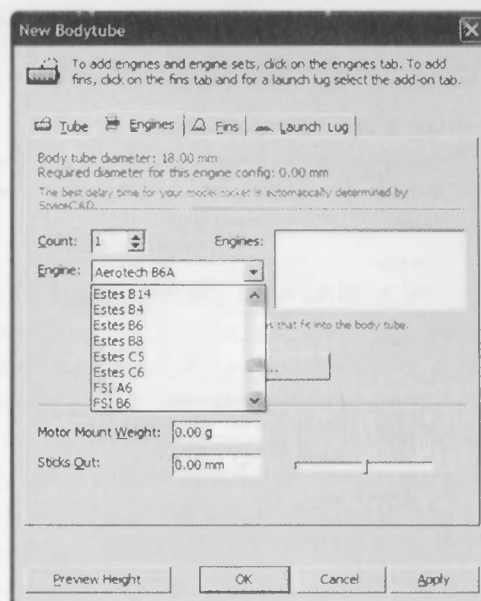 New Bodytube
To add engines and engine sets, click on the engines tab. To add
fins, click on the fins tab and for a launch lug select the add-on tab.
Tube Engines Fins Launch Lug
Body tube diameter: 18.00 mm
Required diameter for this engine config: 0.00 mm
The best delay time for your model rocket is automatically determined by
SpaceCAD.
Count: 1 Engines:
Engine: Aerotech B6A
Estes B14
Estes B4
Estes B6
s that fit into the body tube.
Estes B8
Estes C5
Estes C6
...
FSI A6
FSI B6
Motor Mount Weight: 0.00 g
Sticks Out: 0.00 mm
Preview Height OK Cancel Apply